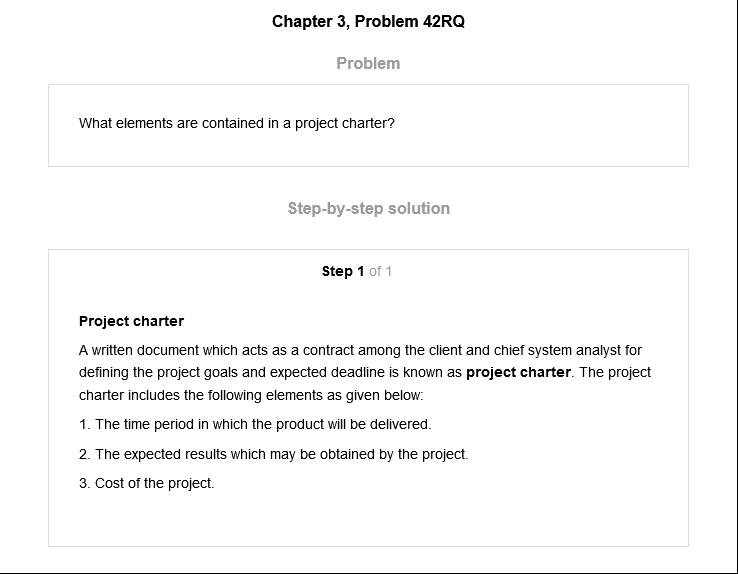 Chapter 3, Problem 42RQ
Problem
What elements are contained in a project charter?
Step-by-step solution
Step 1 of 1
Project charter
A written document which acts as a contract among the client and chief system analyst for
defining the project goals and expected deadline is known as project charter. The project
charter includes the following elements as given below:
1. The time period in which the product will be delivered.
2. The expected results which may be obtained by the project.
3. Cost of the project.